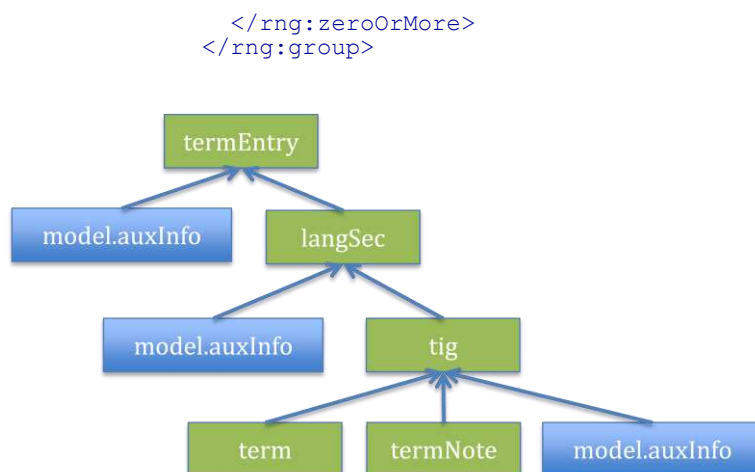 </rng:zeroOrMore>
</rng:group>
termEntry
model.auxInfo
langSec
model.auxInfo
tig
term
termNote
model.auxInfo